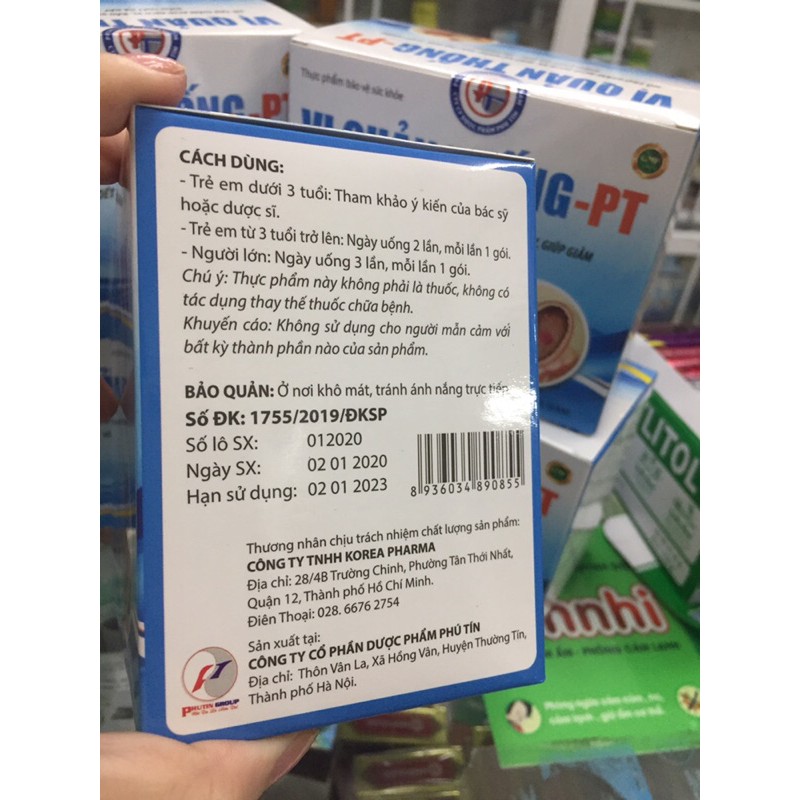 VỊ QUẢN THỐNG-PT
ỐNG-PT
Thực phẩm bảo vệ sức khỏe
VỊ QUẢN
NG-PT
GIÚP GIẢM
CÁCH DÙNG:
- Trẻ em dưới 3 tuổi: Tham khảo ý kiến của bác sỹ
hoặc dược sĩ.
- Trẻ em từ 3 tuổi trở lên: Ngày uống 2 lần, mỗi lần 1 gói.
- Người lớn: Ngày uống 3 lần, mỗi lần 1 gói.
Chú ý: Thực phẩm này không phải là thuốc, không có
tác dụng thay thế thuốc chữa bệnh.
Khuyến cáo: Không sử dụng cho người mẫn cảm với
bất kỳ thành phần nào của sản phẩm.
BẢO QUẢN: Ở nơi khô mát, tránh ánh nắng trực tiếp
Số ĐK: 1755/2019/ĐKSP
Số lô SX: 012020
Ngày SX: 02 01 2020
Hạn sử dụng: 02 01 2023
8 936034 890855
Thương nhân chịu trách nhiệm chất lượng sản phẩm:
CÔNG TY TNHH KOREA PHARMA
Địa chỉ: 28/4B Trường Chinh, Phường Tân Thới Nhất,
Quận 12, Thành phố Hồ Chí Minh.
Điện Thoại: 028. 6676 2754
Sản xuất tại:
CÔNG TY CỔ PHẦN DƯỢC PHẨM PHÚ TÍN
Địa chỉ: Thôn Văn La, Xã Hồng Vân, Huyện Thường Tín,
Thành phố Hà Nội.
PHUTIN GROUP
PT
LITOL
nnhi